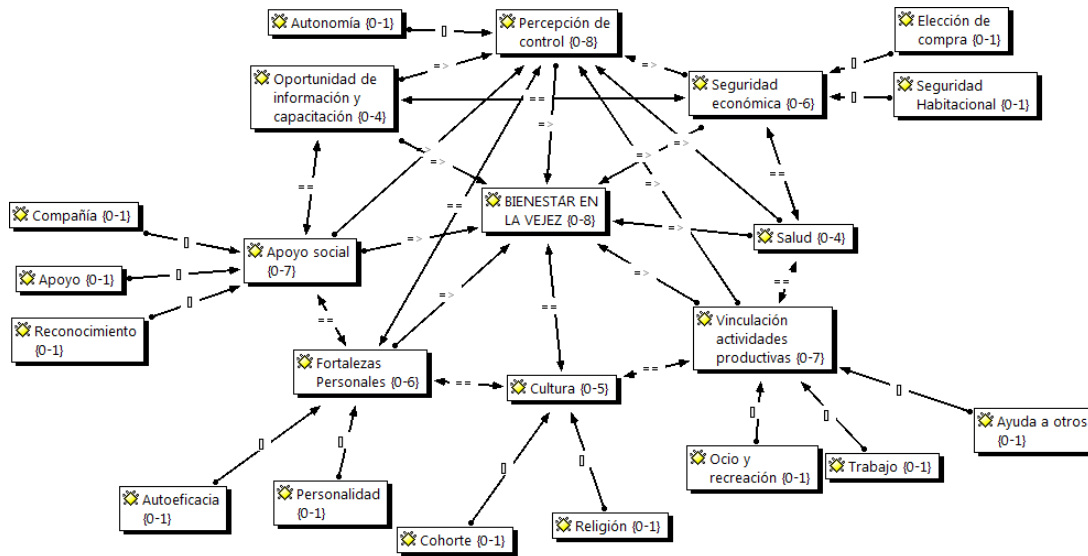 Autonomía {0-1}
Percepción de
control {0-8}
Elección de
compra {0-1}
Oportunidad de
información y
capacitación {0-4}
Seguridad
económica {0-6}
Seguridad
Habitacional {0-1}
[]
=>
=>
[]
[]
==
==
=>
=>
=>
=>
=>
=>
==
==
BIENESTAR EN
LA VEJEZ {0-8}
Compañía {0-1}
[]
Apoyo social
{0-7}
=>
=>
Salud {0-4}
Apoyo {0-1}
[]
Reconocimiento
{0-1}
[]
==
=>
==
=>
==
Vinculación
actividades
productivas {0-7}
Fortalezas
Personales {0-6}
==
Cultura {0-5}
==
[]
[]
[]
[]
[]
[]
[]
Ayuda a otros
{0-1}
Ocio y
recreación {0-1}
Trabajo {0-1}
Autoeficacia
{0-1}
Personalidad
{0-1}
Cohorte {0-1}
Religión {0-1}